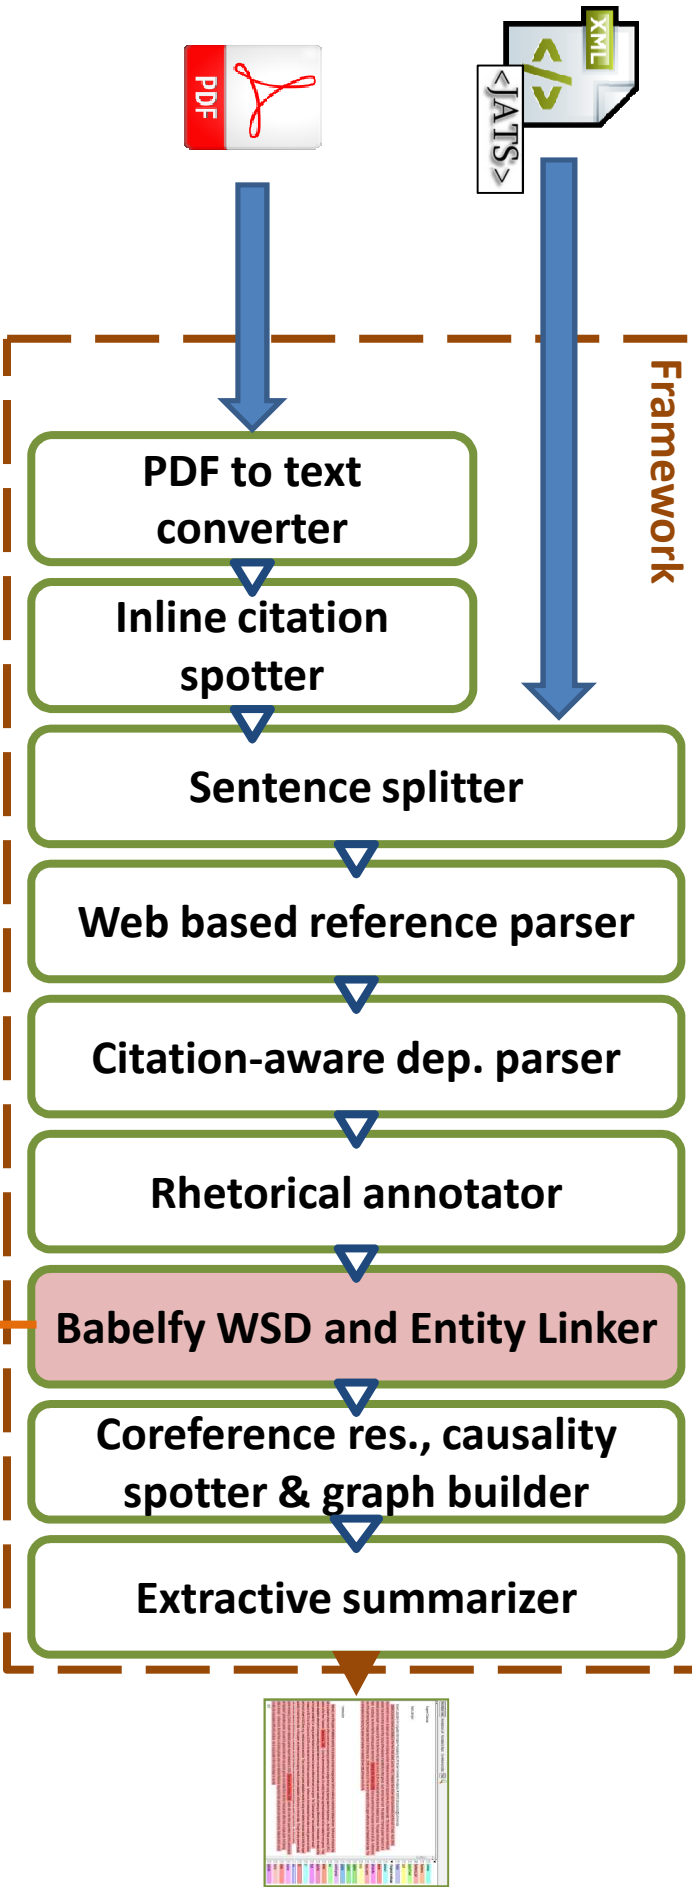 PDF
XML
<JATS>
Framework
PDF to text
converter
Inline citation
spotter
Sentence splitter
Web based reference parser
Citation-aware dep. parser
Rhetorical annotator
Babelfy WSD and Entity Linker
Coreference res., causality
spotter & graph builder
Extractive summarizer